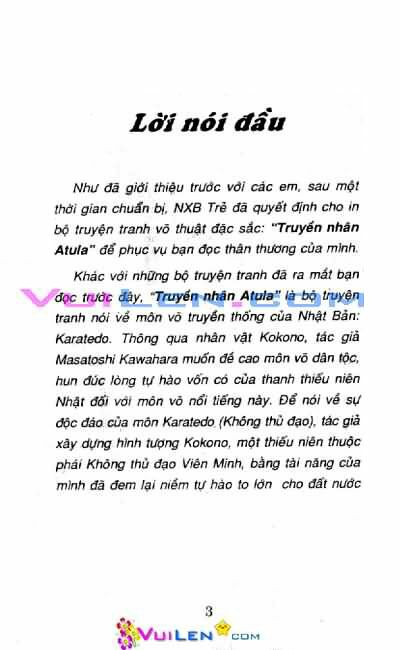 Lời nói đầu
Như đã giới thiệu trước với các em, sau một
thời gian chuẩn bị, NXB Trẻ đã quyết định cho in
bộ truyện tranh võ thuật đặc sắc: "Truyền nhân
Atula" để phục vụ bạn đọc thân thương của mình.
Khác với những bộ truyện tranh đã ra mắt bạn
đọc trước đây, "Truyền nhân Atula" là bộ truyện
VUILEN.COM
tranh nói về môn võ truyền thống của Nhật Bản:
Karatedo. Thông qua nhân vật Kokono, tác giả
Masatoshi Kawahara muốn đề cao môn võ dân tộc,
hun đúc lòng tự hào vốn có của thanh thiếu niên
Nhật đối với môn võ nổi tiếng này. Để nói về sự
độc đáo của môn Karatedo (Không thủ đạo), tác giả
xây dựng hình tượng Kokono, một thiếu niên thuộc
phái Không thủ đạo Viên Minh, bằng tài năng của
mình đã đem lại niềm tự hào to lớn cho đất nước
3
VUILEN.COM